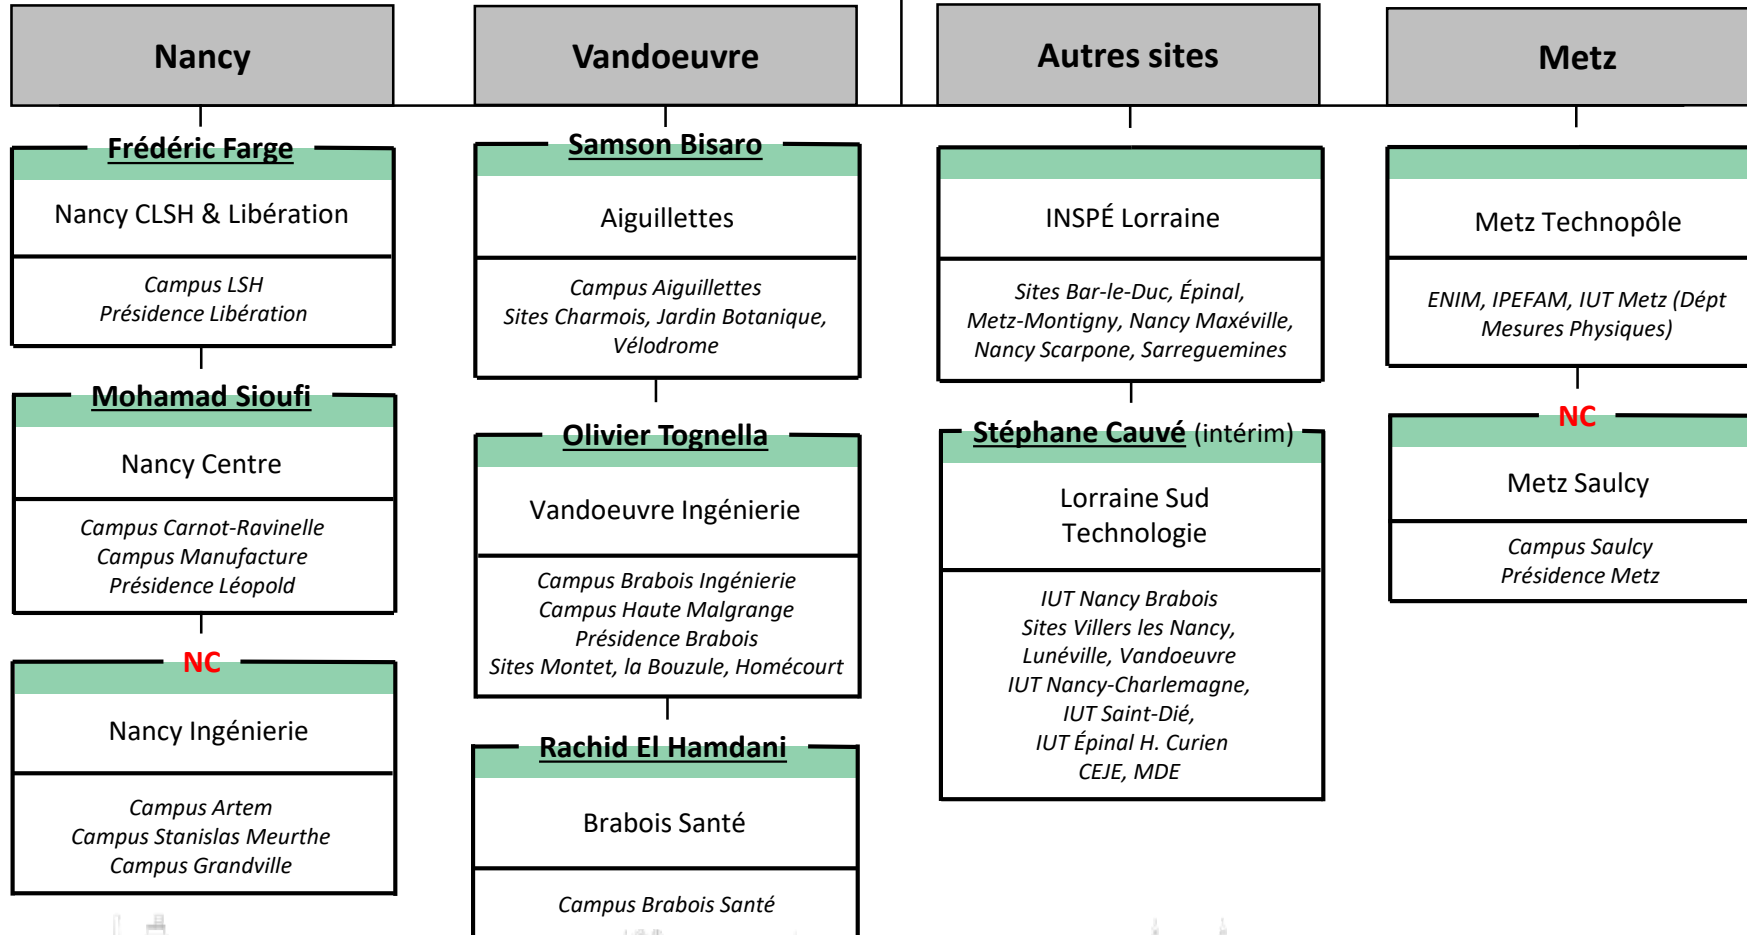 Nancy
Frédéric Farge
Nancy CLSH & Libération
Campus LSH
Présidence Libération
Mohamad Sioufi
Nancy Centre
Campus Carnot-Ravinelle
Campus Manufacture
Présidence Léopold
NC
Nancy Ingénierie
Campus Artem
Campus Stanislas Meurthe
Campus Grandville
Vandoeuvre
Samson Bisaro
Aiguillettes
Campus Aiguillettes
Sites Charmois, Jardin Botanique,
Vélodrome
Olivier Tognella
Vandoeuvre Ingénierie
Campus Brabois Ingénierie
Campus Haute Malgrange
Présidence Brabois
Sites Montet, la Bouzule, Homécourt
Rachid El Hamdani
Brabois Santé
Campus Brabois Santé
Autres sites
INSPÉ Lorraine
Sites Bar-le-Duc, Épinal,
Metz-Montigny, Nancy Maxéville,
Nancy Scarpone, Sarreguemines
Stéphane Cauvé (intérim)
Lorraine Sud
Technologie
IUT Nancy Brabois
Sites Villers les Nancy,
Lunéville, Vandoeuvre
IUT Nancy-Charlemagne,
IUT Saint-Dié,
IUT Épinal H. Curien
CEJE, MDE
Metz
Metz Technopôle
ENIM, IPEFAM, IUT Metz (Dépt
Mesures Physiques)
NC
Metz Saulcy
Campus Saulcy
Présidence Metz